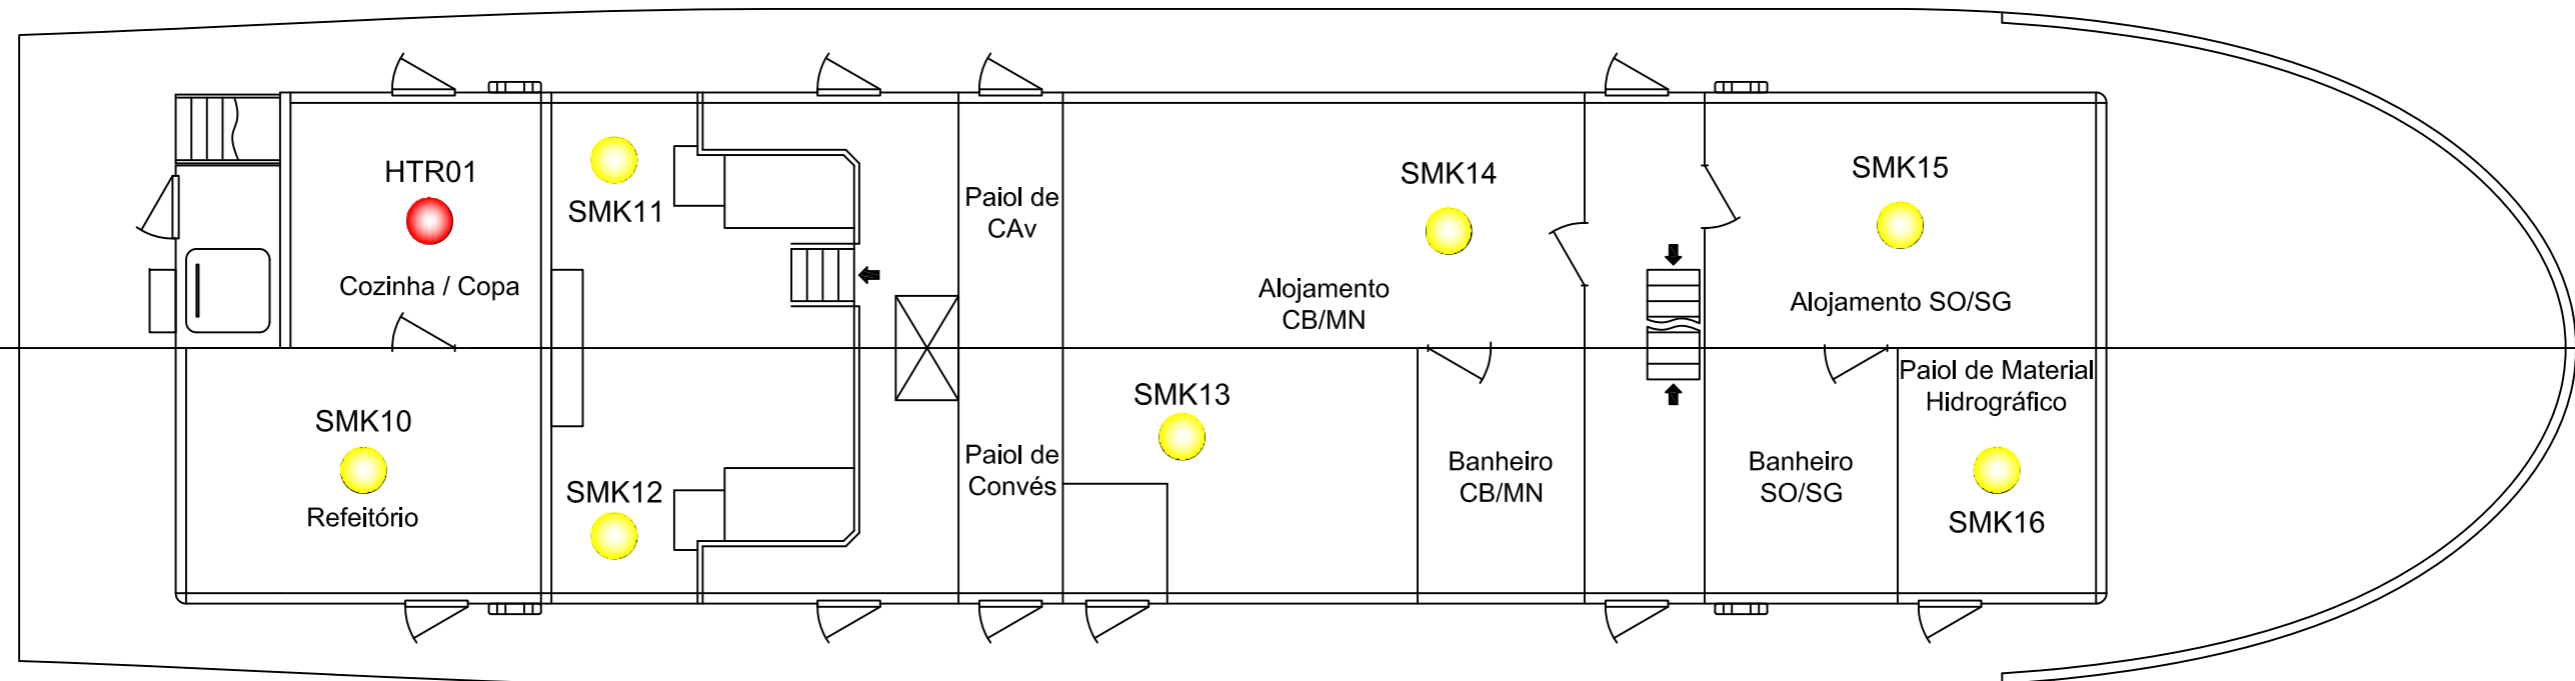 HTR01
Cozinha / Copa
SMK10
Refeitório
SMK11
SMK12
Paiol de
CAv
Paiol de
Convés
SMK13
SMK14
Alojamento
CB/MN
Banheiro
CB/MN
SMK15
Alojamento SO/SG
Banheiro
SO/SG
Paiol de Material
Hidrográfico
SMK16